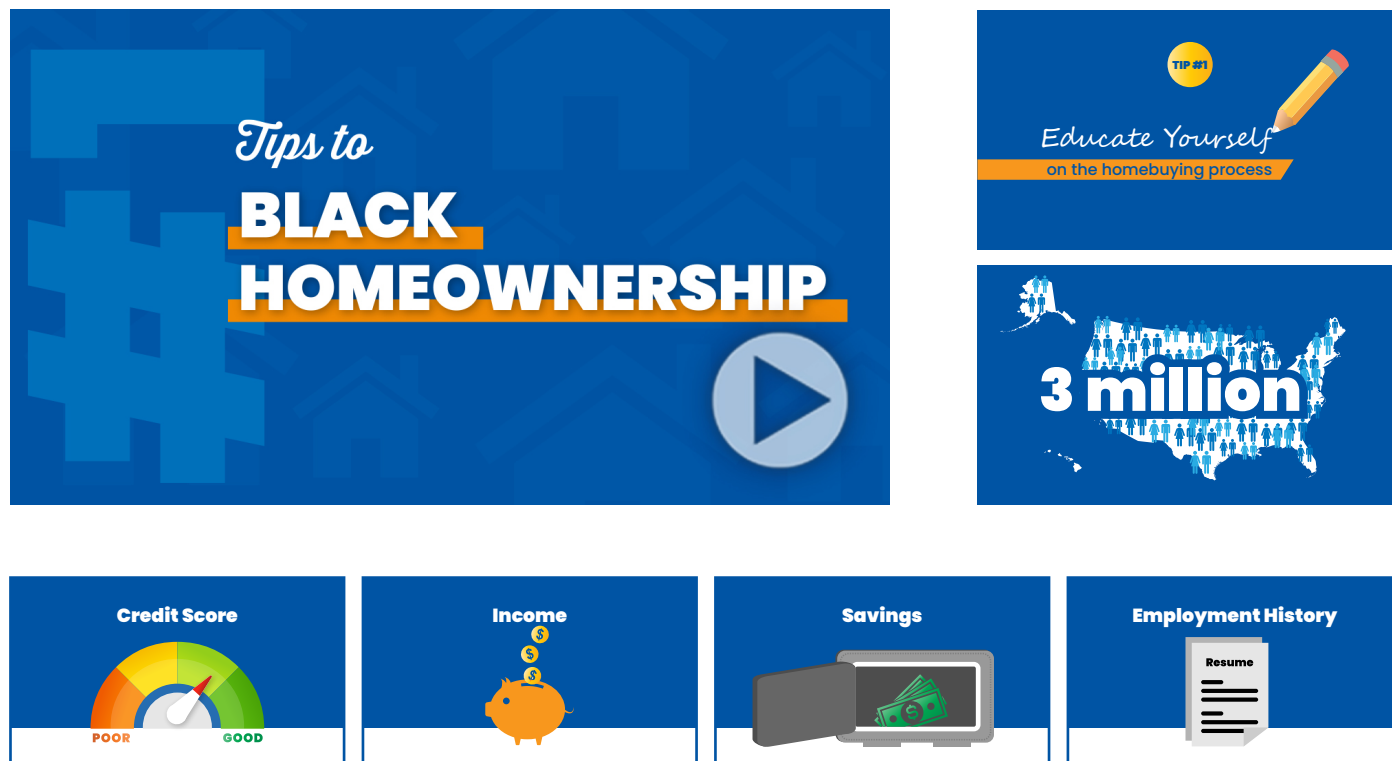 Tips to
BLACK
HOMEOWNERSHIP
TIP #1
Educate Yourself
on the homebuying process
3 million
Credit Score
POOR
GOOD
Income
$
$
$
Savings
$
Employment History
Resume